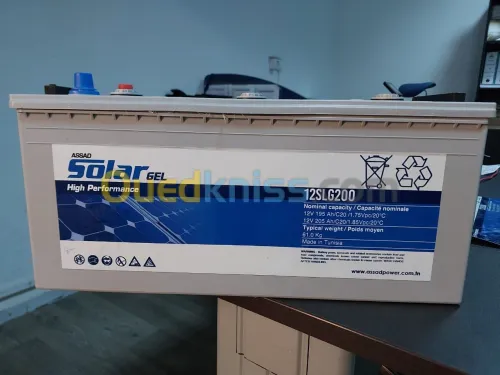 ASSAD
Solar GEL
High Performance
Ouedkniss.com
12SLG200
Nominal capacity / Capacité nominale
12V 195 Ah/C20 /1.75Vpc/20°C
12V 205 Ah/C20/1.85Vpc/20°C
Typical weight / Poids moyen
61.0 Kg
Made in Tunisia
www.assadpower.com.tn